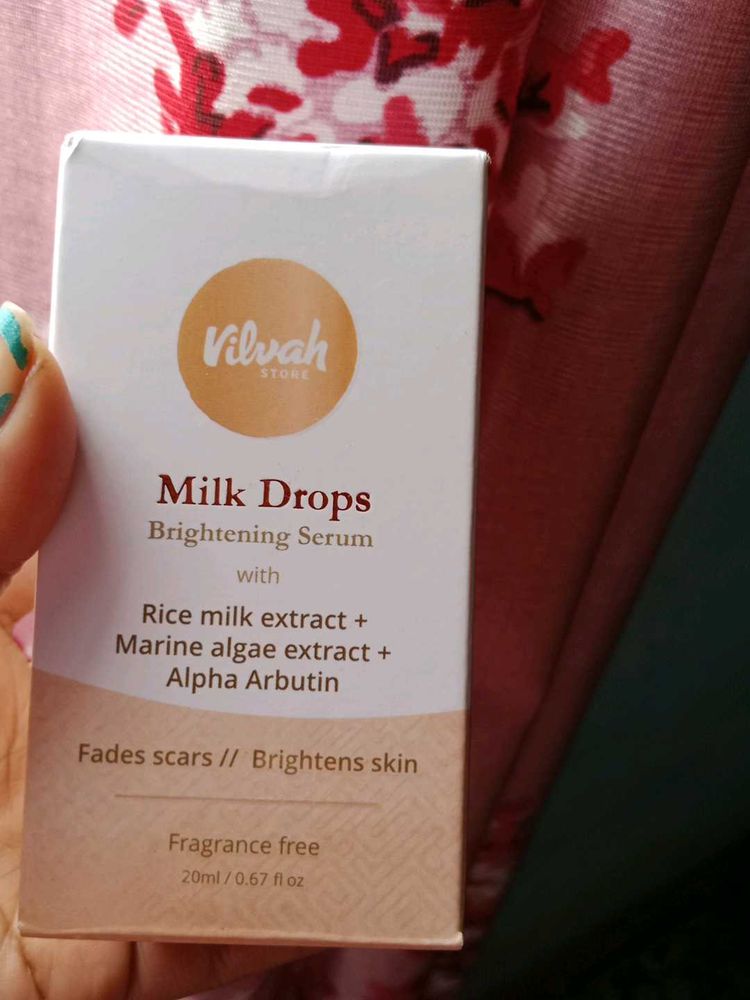 Vilvah
STORE
Milk Drops
Brightening Serum
with
Rice milk extract +
Marine algae extract +
Alpha Arbutin
Fades scars // Brightens skin
Fragrance free
20ml / 0.67 fl oz